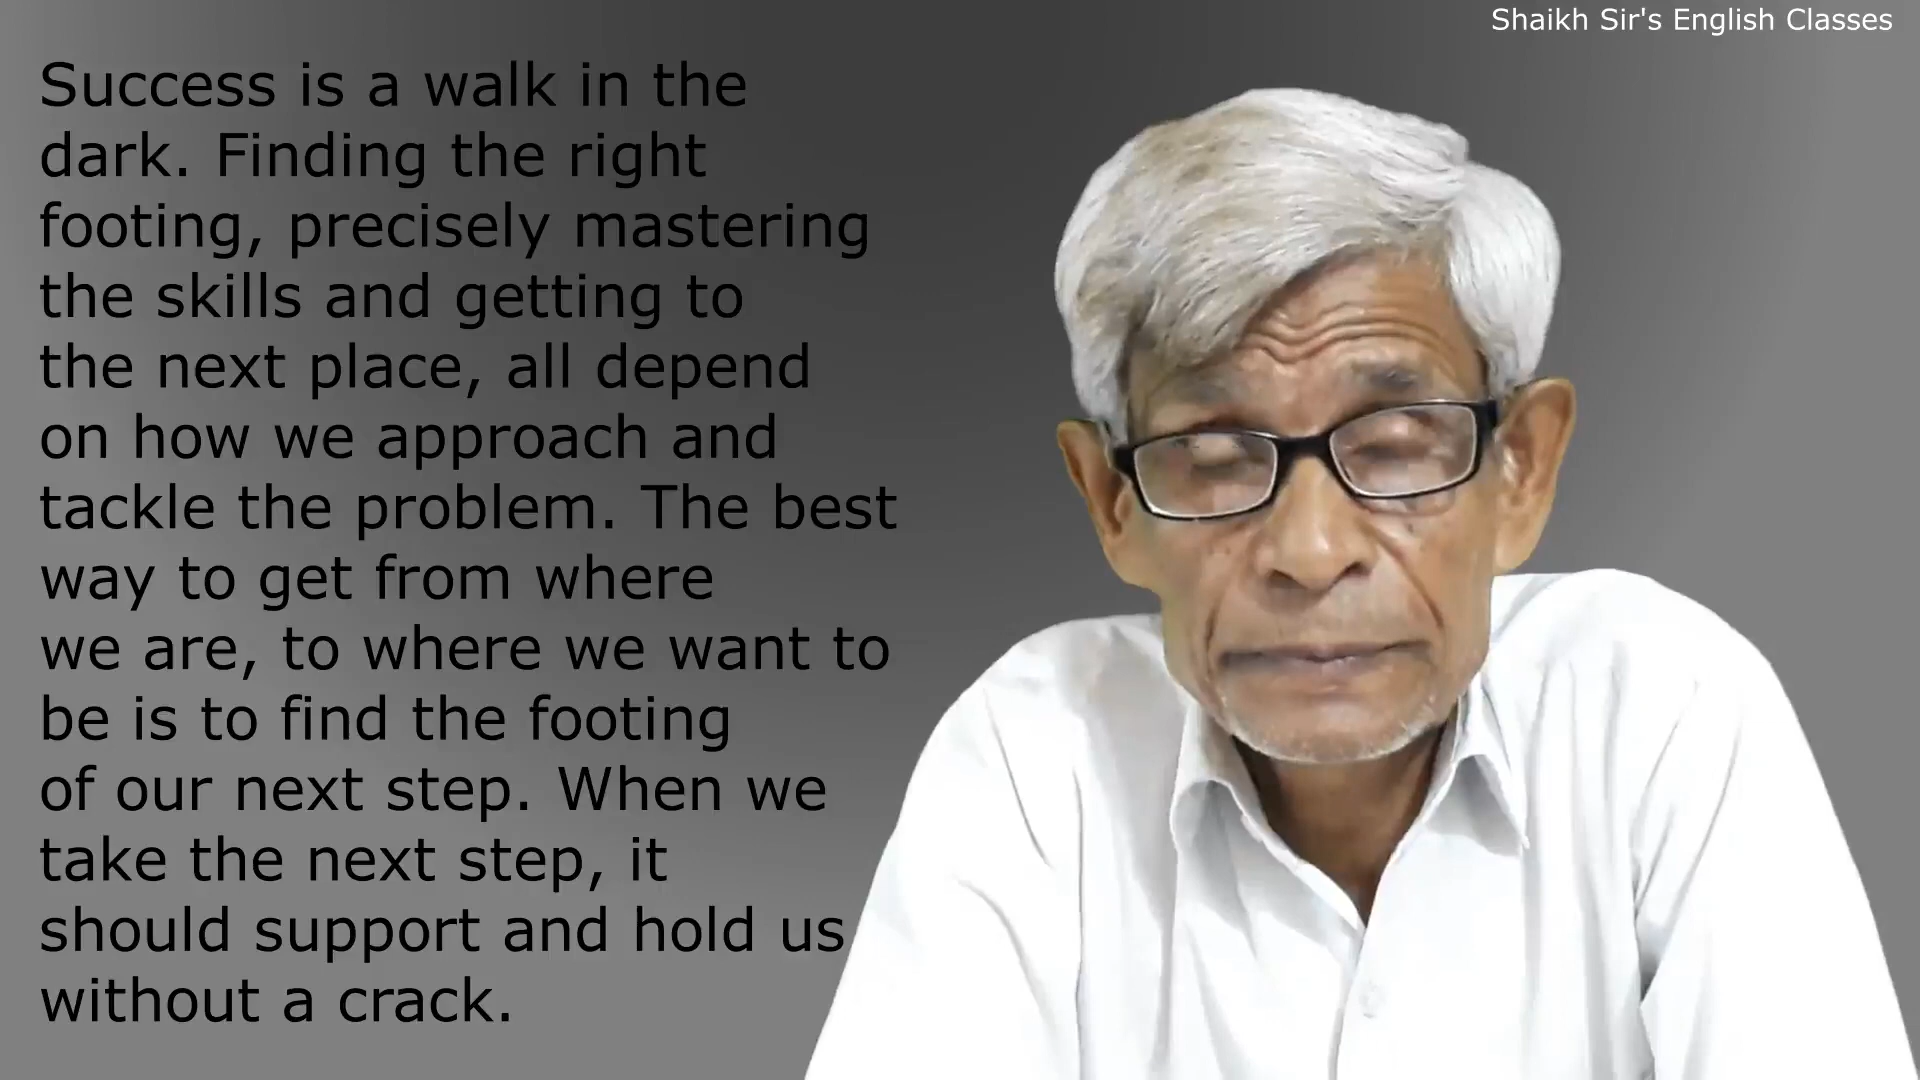 Shaikh Sir's English Classes
Success is a walk in the
dark. Finding the right
footing, precisely mastering
the skills and getting to
the next place, all depend
on how we approach and
tackle the problem. The best
way to get from where
we are, to where we want to
be is to find the footing
of our next step. When we
take the next step, it
should support and hold us
without a crack.